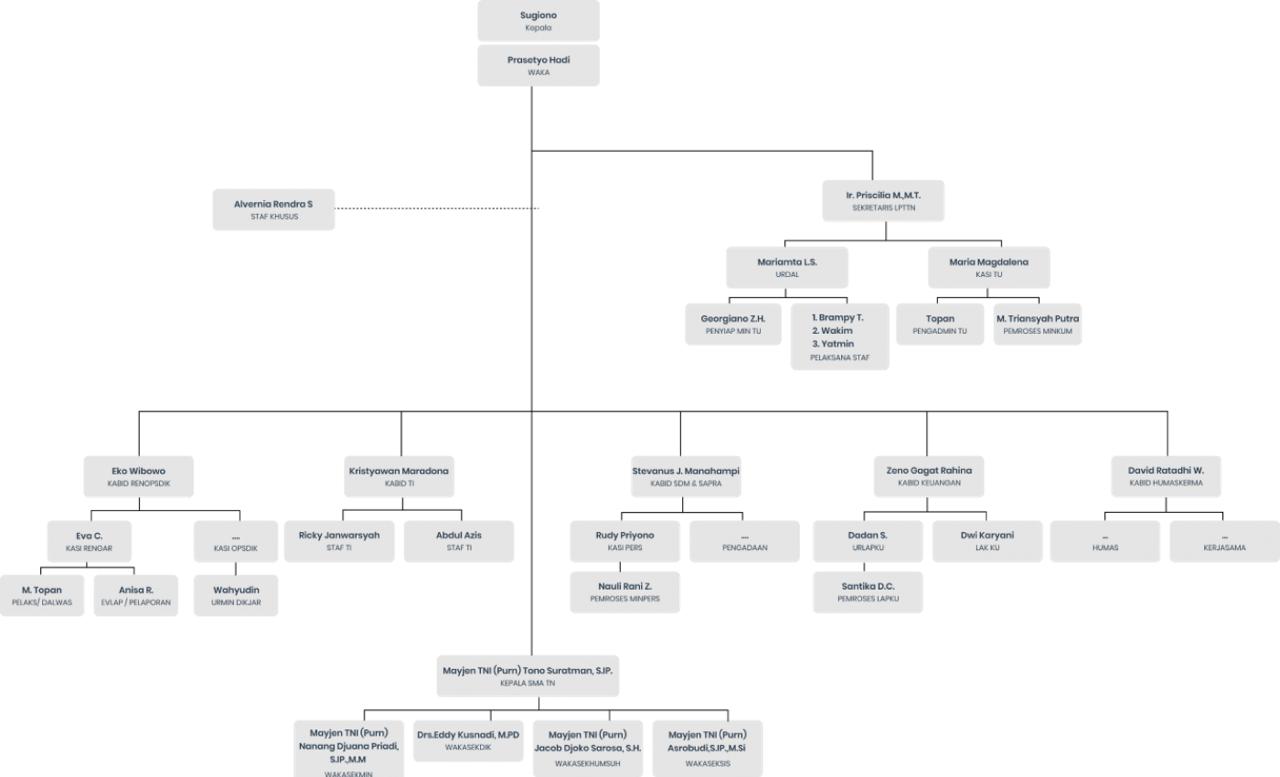 Sugiono
Kepala
Prasetyo Hadi
WAKA
Alvernia Rendra S
STAF KHUSUS
Ir. Priscilia M.,M.T.
SEKRETARIS LPTTN
Mariamta L.S.
URDAL
Maria Magdalena
KASI TU
Georgiano Z.H.
PENYIAP MIN TU
1. Brampy T.
2. Wakim
3. Yatmin
PELAKSANA STAF
Topan
PENGADMIN TU
M. Triansyah Putra
PEMROSES MINKUM
Eko Wibowo
KABID RENOPSDIK
Kristyawan Maradona
KABID TI
Stevanus J. Manahampi
KABID SDM & SAPRA
Zeno Gagat Rahina
KABID KEUANGAN
David Ratadhi W.
KABID HUMASKERMA
Eva C.
KASI RENGAR
....
KASI OPSDIK
Ricky Janwarsyah
STAF TI
Abdul Azis
STAF TI
Rudy Priyono
KASI PERS
....
PENGADAAN
Dadan S.
URLAPKU
Dwi Karyani
LAK KU
...
HUMAS
...
KERJASAMA
M. Topan
PELAKS/ DALWAS
Anisa R.
EVLAP / PELAPORAN
Wahyudin
URMIN DIKJAR
Nauli Rani Z.
PEMROSES MINPERS
Santika D.C.
PEMROSES LAPKU
Mayjen TNI (Purn) Tono Suratman, S.IP.
KEPALA SMA TN
Mayjen TNI (Purn)
Nanang Djuana Priadi,
S.IP.,M.M
WAKASEKMIN
Drs.Eddy Kusnadi, M.PD
WAKASEKDIK
Mayjen TNI (Purn)
Jacob Djoko Sarosa, S.H.
WAKASEKHUMSUH
Mayjen TNI (Purn)
Asrobudi,S.IP.,M.Si
WAKASEKSIS